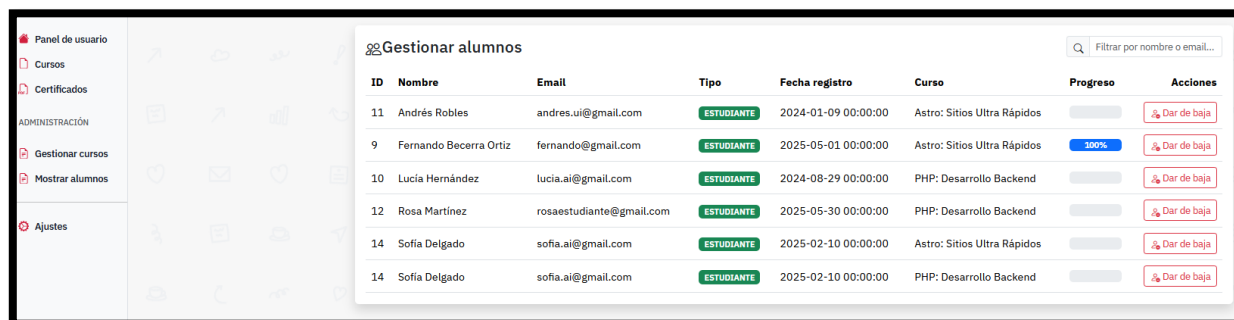 Panel de usuario
Cursos
Certificados
ADMINISTRACIÓN
Gestionar cursos
Mostrar alumnos
Ajustes
Gestionar alumnos
Filtrar por nombre o email...
ID Nombre Email Tipo Fecha registro Curso Progreso Acciones
11 Andrés Robles andres.ui@gmail.com ESTUDIANTE 2024-01-09 00:00:00 Astro: Sitios Ultra Rápidos Dar de baja
9 Fernando Becerra Ortiz fernando@gmail.com ESTUDIANTE 2025-05-01 00:00:00 Astro: Sitios Ultra Rápidos 100% Dar de baja
10 Lucía Hernández lucia.ai@gmail.com ESTUDIANTE 2024-08-29 00:00:00 PHP: Desarrollo Backend Dar de baja
12 Rosa Martínez rosaestudiante@gmail.com ESTUDIANTE 2025-05-30 00:00:00 PHP: Desarrollo Backend Dar de baja
14 Sofía Delgado sofia.ai@gmail.com ESTUDIANTE 2025-02-10 00:00:00 Astro: Sitios Ultra Rápidos Dar de baja
14 Sofía Delgado sofia.ai@gmail.com ESTUDIANTE 2025-02-10 00:00:00 PHP: Desarrollo Backend Dar de baja